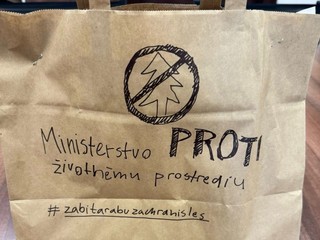 Ministerstvo PROTI
životnému prostrediu
#zabitarabuzachranisles